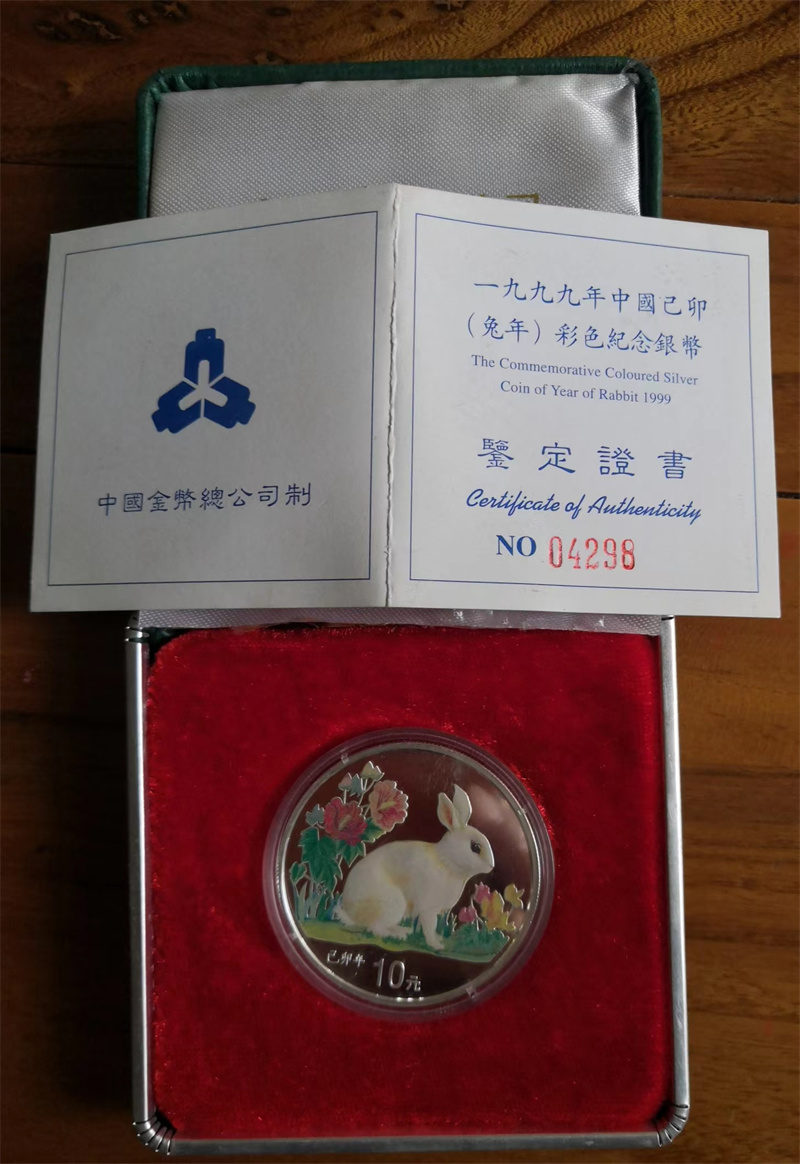 中國金幣總公司制
一九九九年中國己卯
（兔年）彩色紀念銀幣
The Commemorative Coloured Silver
Coin of Year of Rabbit 1999
鑒定證書
Certificate of Authenticity
NO 04298
己卯年 10元